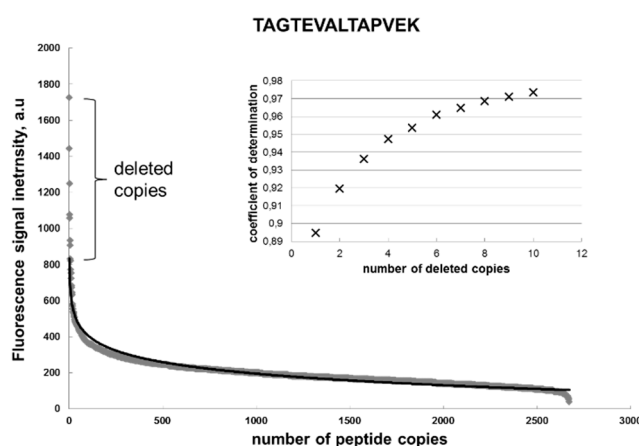 TAGTEVALTAPVEK
Fluorescence signal inetrnsity, a.u
2000
1800
1600
1400
1200
1000
800
600
400
200
0
deleted
copies
coefficient of determination
0,98
0,97
0,96
0,95
0,94
0,93
0,92
0,91
0,9
0,89
0 2 4 6 8 10 12
number of deleted copies
0 500 1000 1500 2000 2500 3000
number of peptide copies